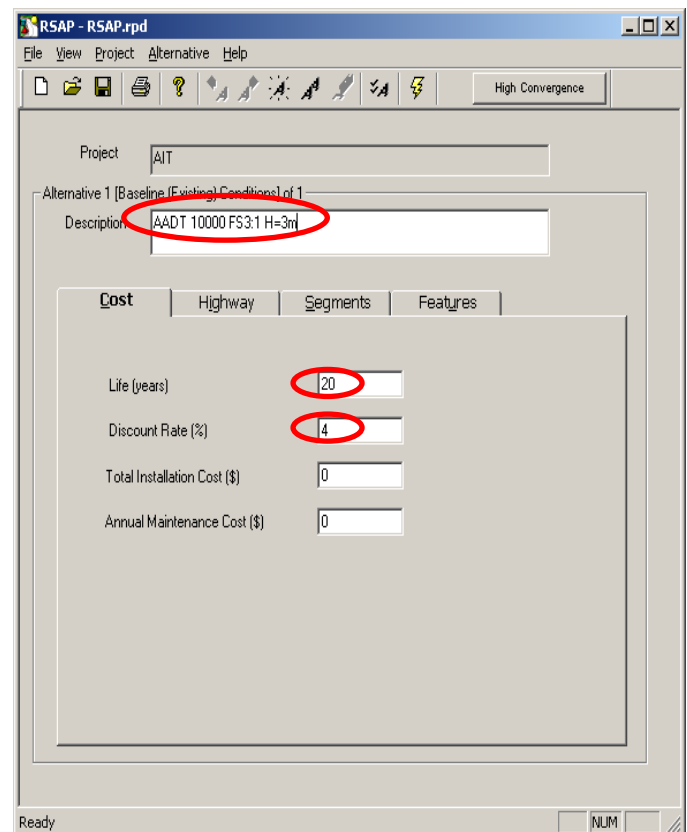 RSAP - RSAP.rpd
File View Project Alternative Help
High Convergence
Project AIT
Alternative 1 [Baseline (Existing) Conditions] of 1
Description AADT 10000 FS3:1 H=3m
Cost Highway Segments Features
Life (years) 20
Discount Rate (%) 4
Total Installation Cost ($) 0
Annual Maintenance Cost ($) 0
Ready NUM